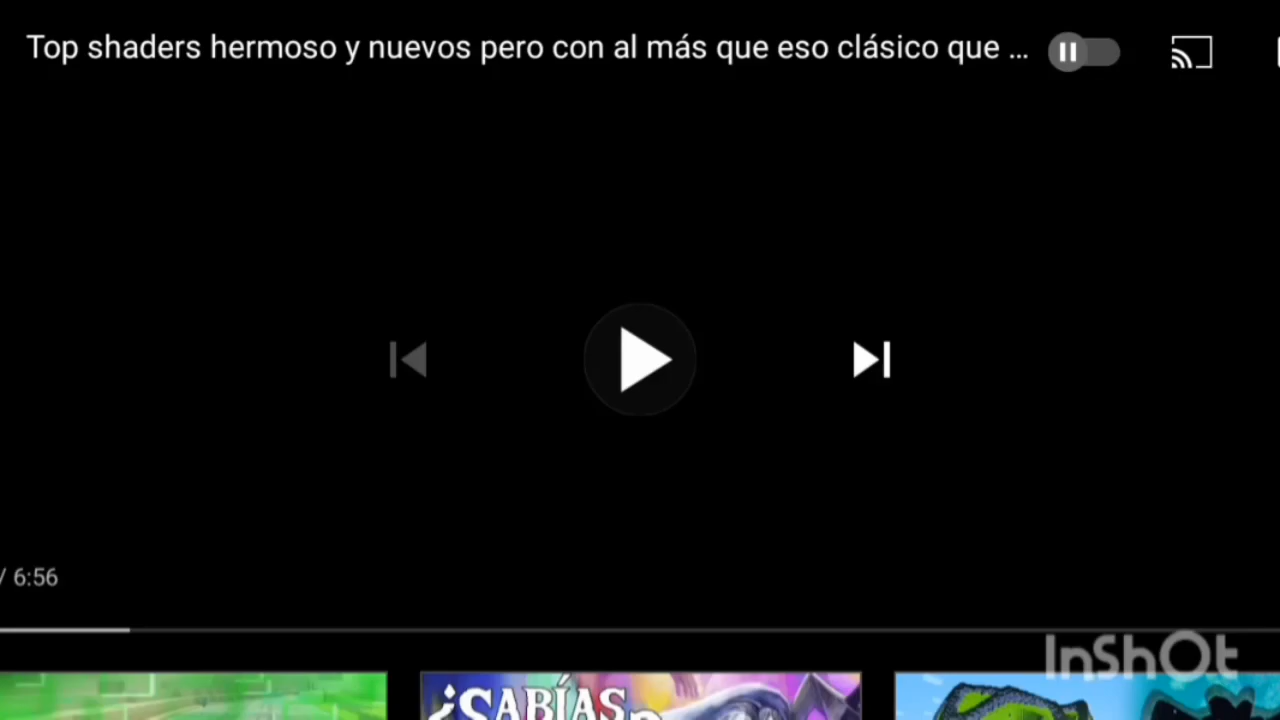 Top shaders hermoso y nuevos pero con al más que eso clásico que ...
/ 6:56
InShOt
¿SABÍAS